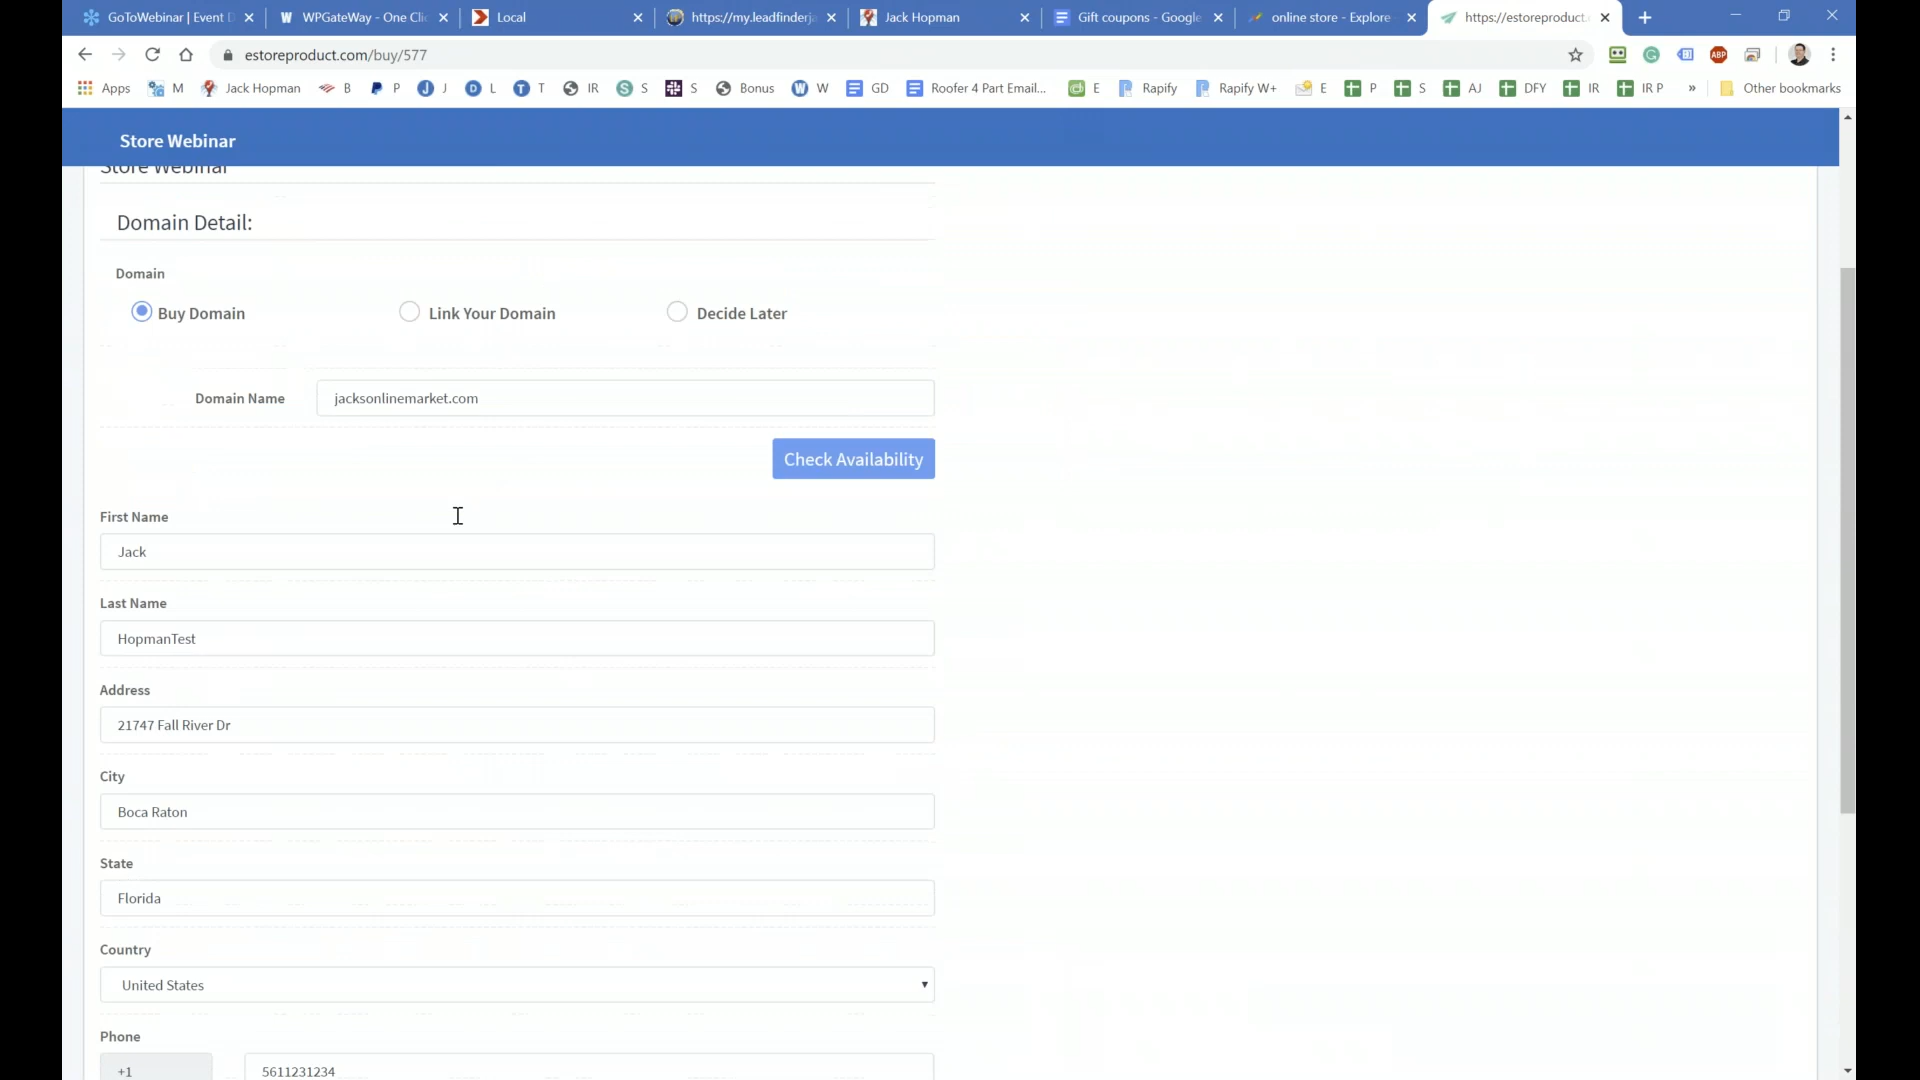 GoToWebinar | Event D
WPGateWay - One Clic
Local
https://my.leadfinderja
Jack Hopman
Gift coupons - Google
online store - Explore
https://estoreproduct.
estoreproduct.com/buy/577
Apps
M
Jack Hopman
B
P
J
L
T
IR
S
S
Bonus
W
GD
Roofer 4 Part Email...
E
Rapify
Rapify W+
E
P
S
AJ
DFY
IR
IR P
»
Other bookmarks
Store Webinar
Store Webinar
Domain Detail:
Domain
Buy Domain
Link Your Domain
Decide Later
Domain Name
jacksonlinemarket.com
Check Availability
First Name
Jack
Last Name
HopmanTest
Address
21747 Fall River Dr
City
Boca Raton
State
Florida
Country
United States
Phone
+1
5611231234